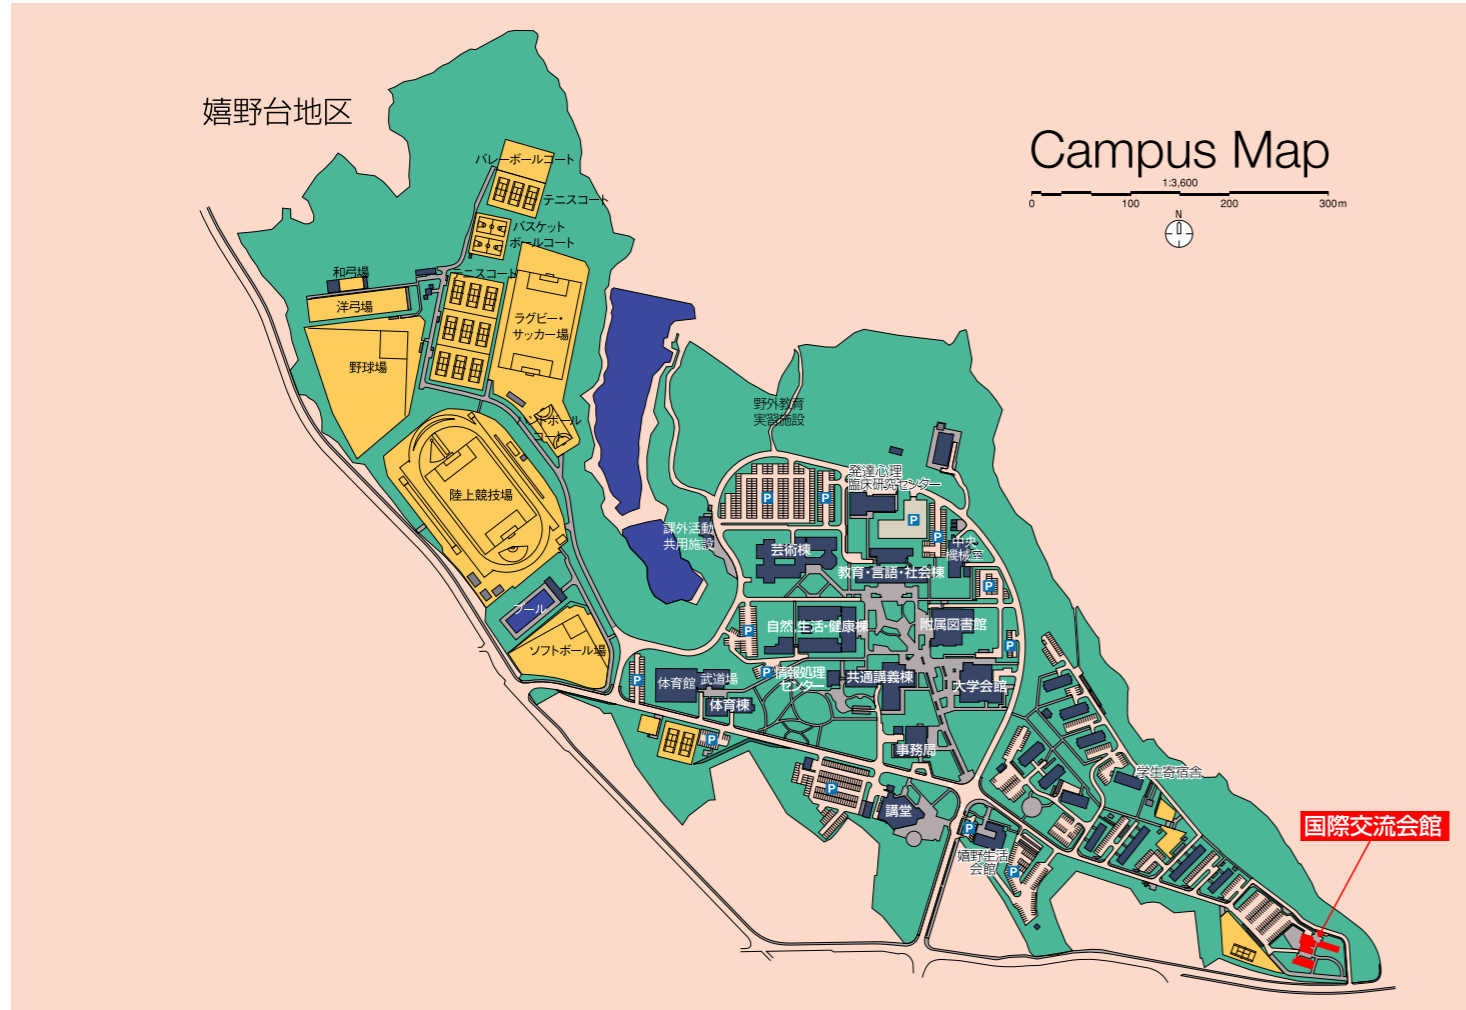 嬉野台地区
Campus Map
1:3,600
0 100 200 300m
N
バレーボールコート
テニスコート
バスケット
ボールコート
和弓場
テニスコート
洋弓場
ラグビー・
サッカー場
野球場
ハンドボール
コート
野外教育
実習施設
陸上競技場
発達心理
臨床研究センター
P
P
P
課外活動
共用施設
P
中央
機械室
芸術棟
教育・言語・社会棟
P
プール
自然.生活・健康棟
附属図書館
P
P
ソフトボール場
P
体育館
武道場
P
情報処理
センター
共通講義棟
大学会館
体育棟
P
事務局
学生寄宿舎
P
講堂
P
国際交流会館
嬉野生活
会館
P